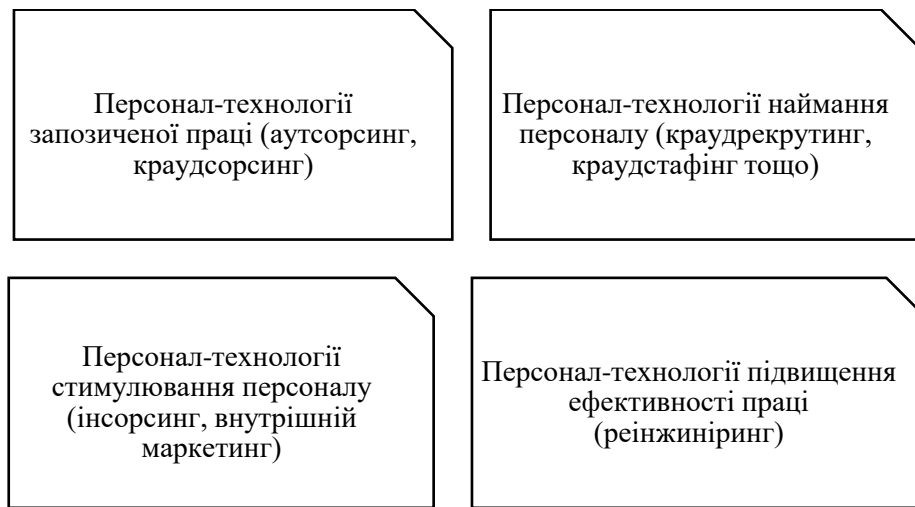 Персонал-технології
запозиченої праці (аутсорсинг,
краудсорсинг)
Персонал-технології наймання
персоналу (краудрекрутинг,
краудстафінг тощо)
Персонал-технології
стимулювання персоналу
(інсорсинг, внутрішній
маркетинг)
Персонал-технології підвищення
ефективності праці
(реінжиніринг)